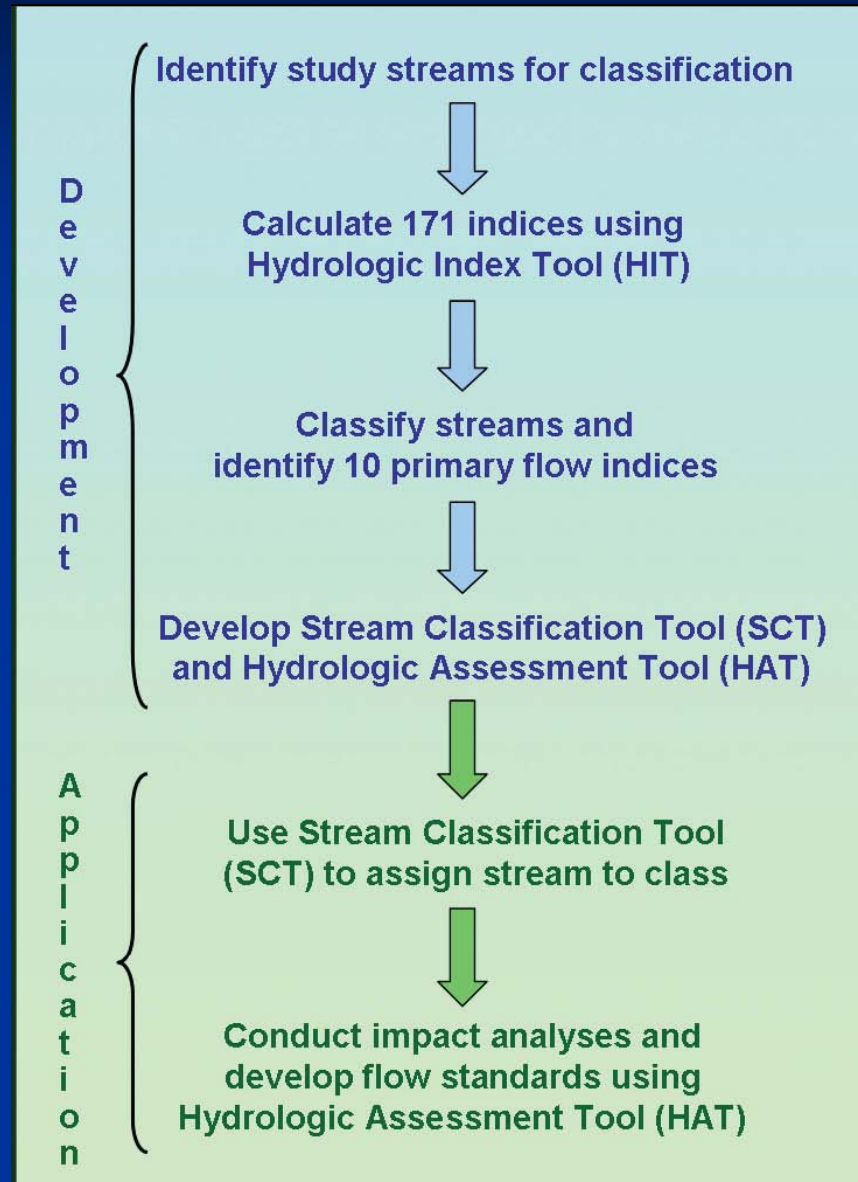 Development
Identify study streams for classification
Calculate 171 indices using
Hydrologic Index Tool (HIT)
Classify streams and
identify 10 primary flow indices
Develop Stream Classification Tool (SCT)
and Hydrologic Assessment Tool (HAT)
Application
Use Stream Classification Tool
(SCT) to assign stream to class
Conduct impact analyses and
develop flow standards using
Hydrologic Assessment Tool (HAT)